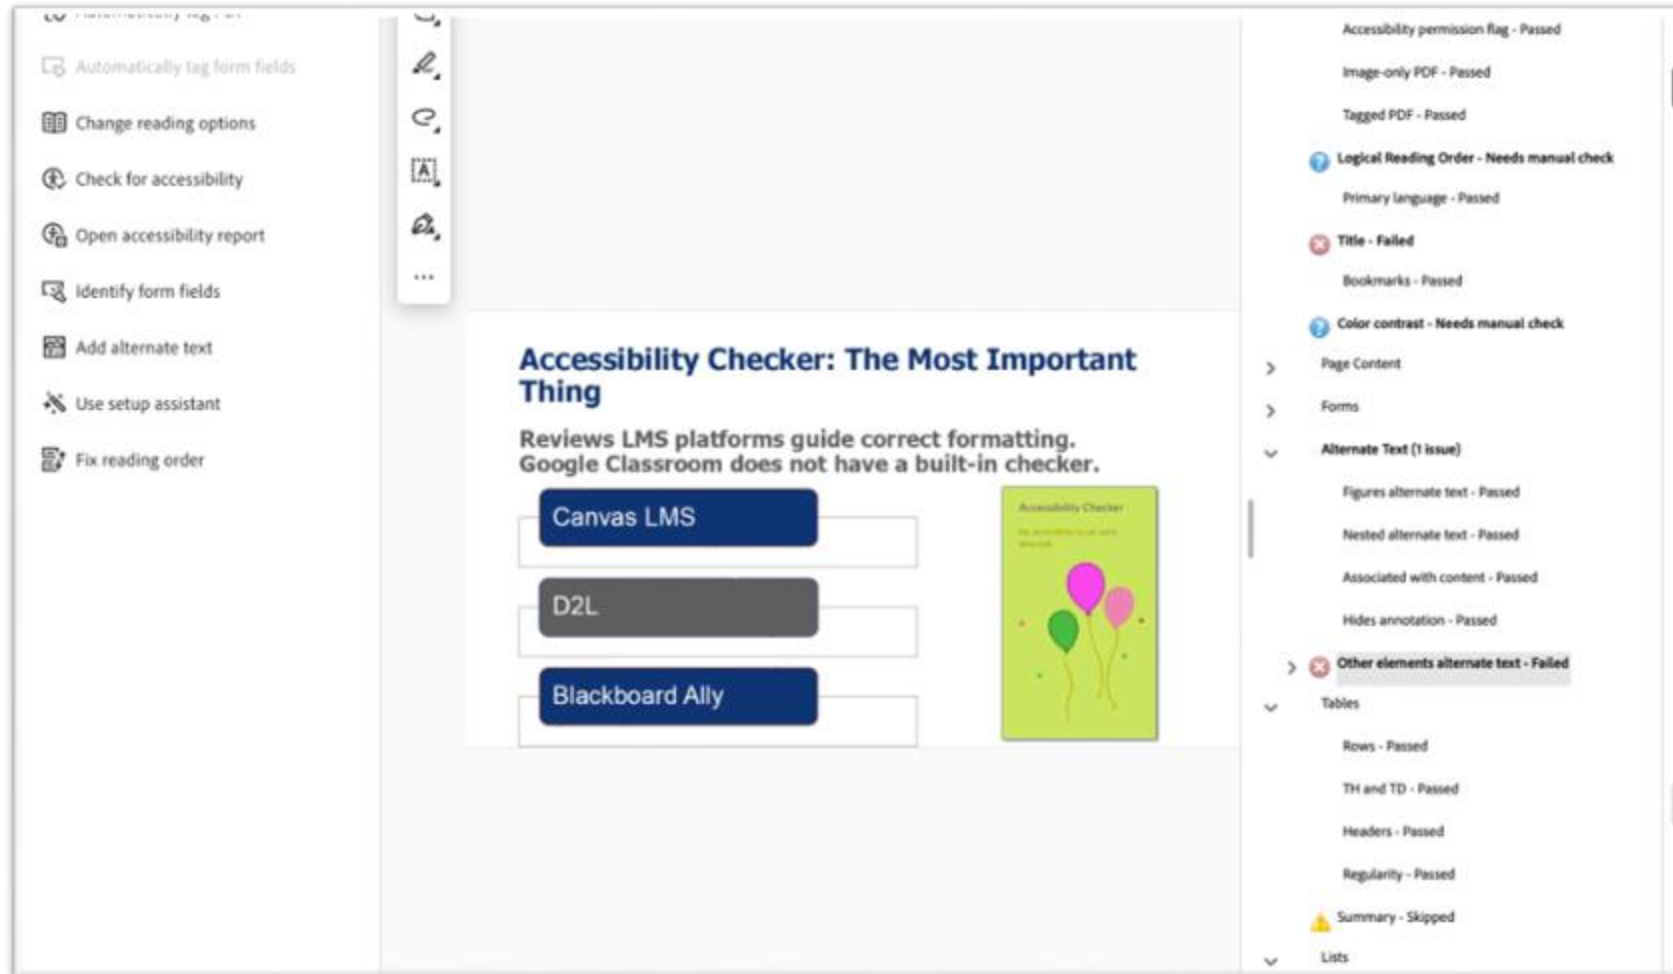 Automatically tag form fields
Change reading options
Check for accessibility
Open accessibility report
Identify form fields
Add alternate text
Use setup assistant
Fix reading order
Accessibility Checker: The Most Important
Thing
Reviews LMS platforms guide correct formatting.
Google Classroom does not have a built-in checker.
Canvas LMS
D2L
Blackboard Ally
Accessibility Checker
Accessibility permission flag - Passed
Image-only PDF - Passed
Tagged PDF - Passed
Logical Reading Order - Needs manual check
Primary language - Passed
Title - Failed
Bookmarks - Passed
Color contrast - Needs manual check
Page Content
Forms
Alternate Text (1 issue)
Figures alternate text - Passed
Nested alternate text - Passed
Associated with content - Passed
Hides annotation - Passed
Other elements alternate text - Failed
Tables
Rows - Passed
TH and TD - Passed
Headers - Passed
Regularity - Passed
Summary - Skipped
Lists